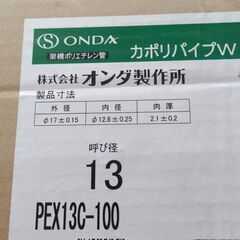 S ONDA
架橋ポリエチレン管
カポリパイプW
株式会社 オンダ製作所
製品寸法
外径 内径 肉厚
φ17±0.15 φ12.8±0.25 2.1±0.2
呼び径
13
PEX13C-100